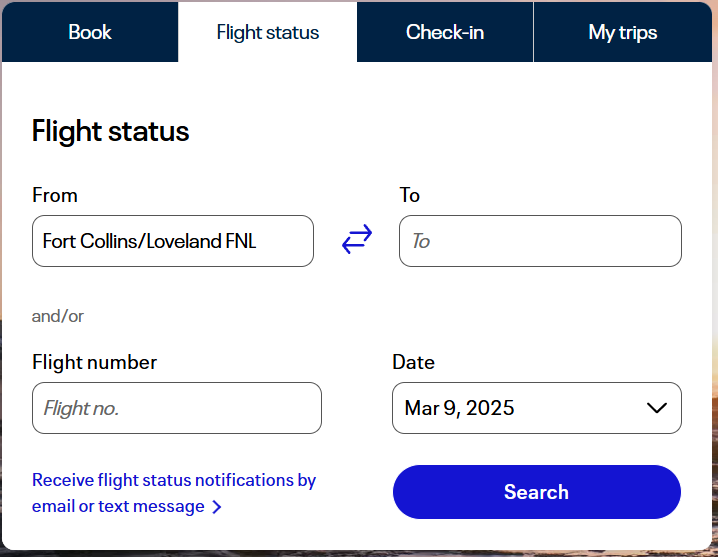 Book
Flight status
Check-in
My trips
Flight status
From
To
Fort Collins/Loveland FNL
To
and/or
Flight number
Date
Flight no.
Mar 9, 2025
Receive flight status notifications by
email or text message
Search